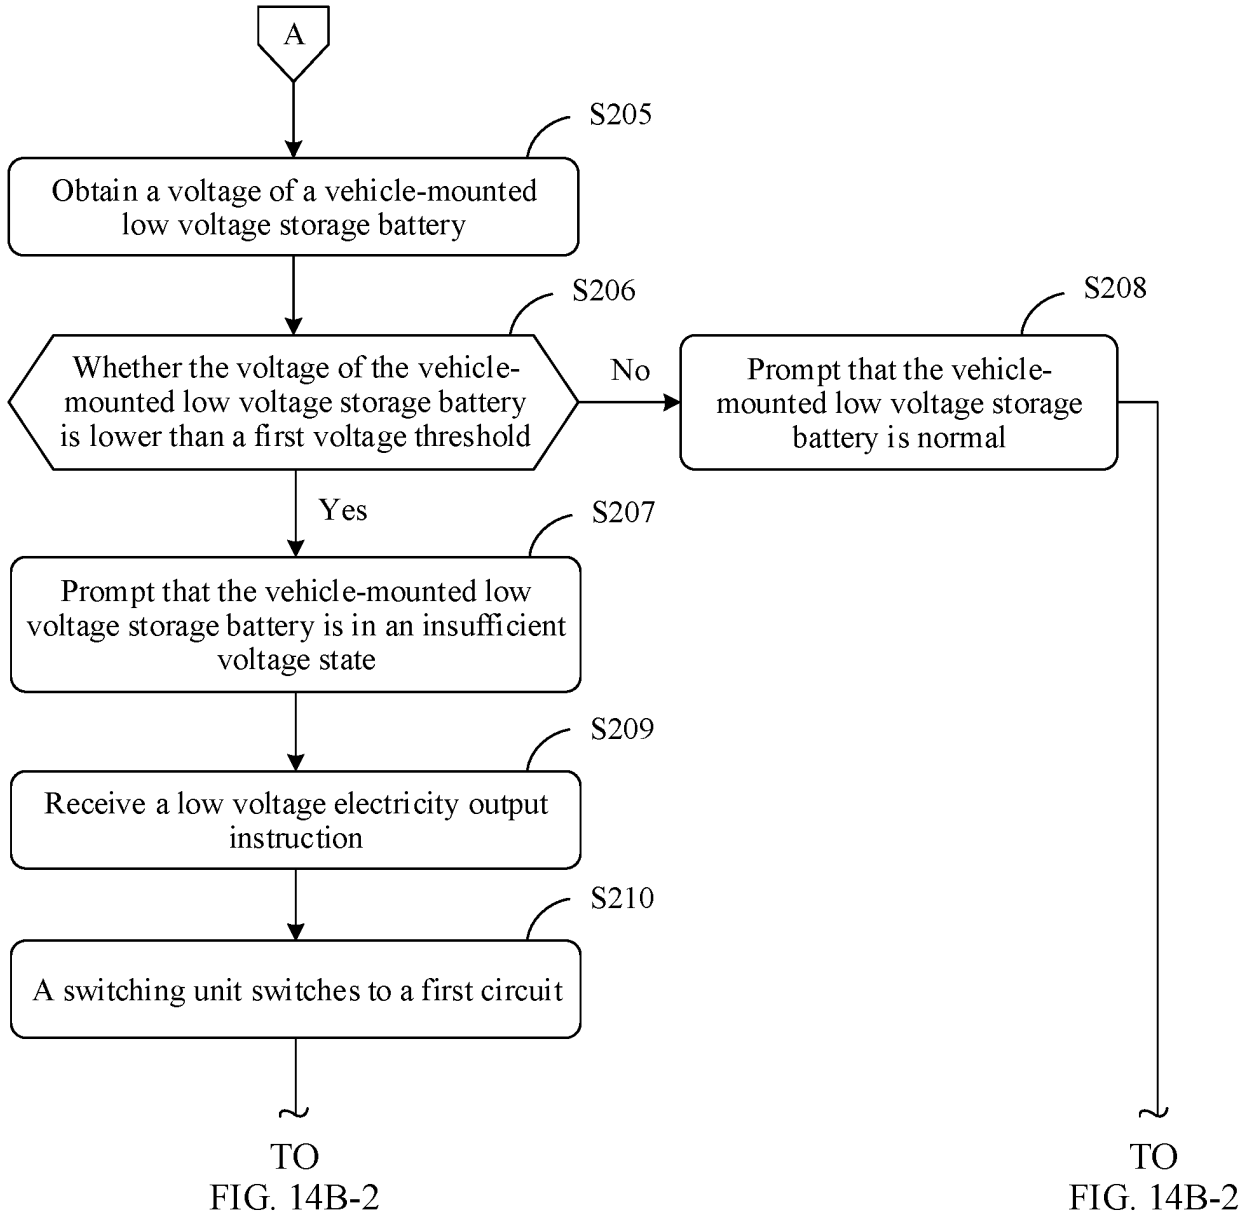 A
S205
Obtain a voltage of a vehicle-mounted
low voltage storage battery
S206
Whether the voltage of the vehicle-
mounted low voltage storage battery
is lower than a first voltage threshold
No
S208
Prompt that the vehicle-
mounted low voltage storage
battery is normal
Yes
S207
Prompt that the vehicle-mounted low
voltage storage battery is in an insufficient
voltage state
S209
Receive a low voltage electricity output
instruction
S210
A switching unit switches to a first circuit
TO
FIG. 14B-2
TO
FIG. 14B-2